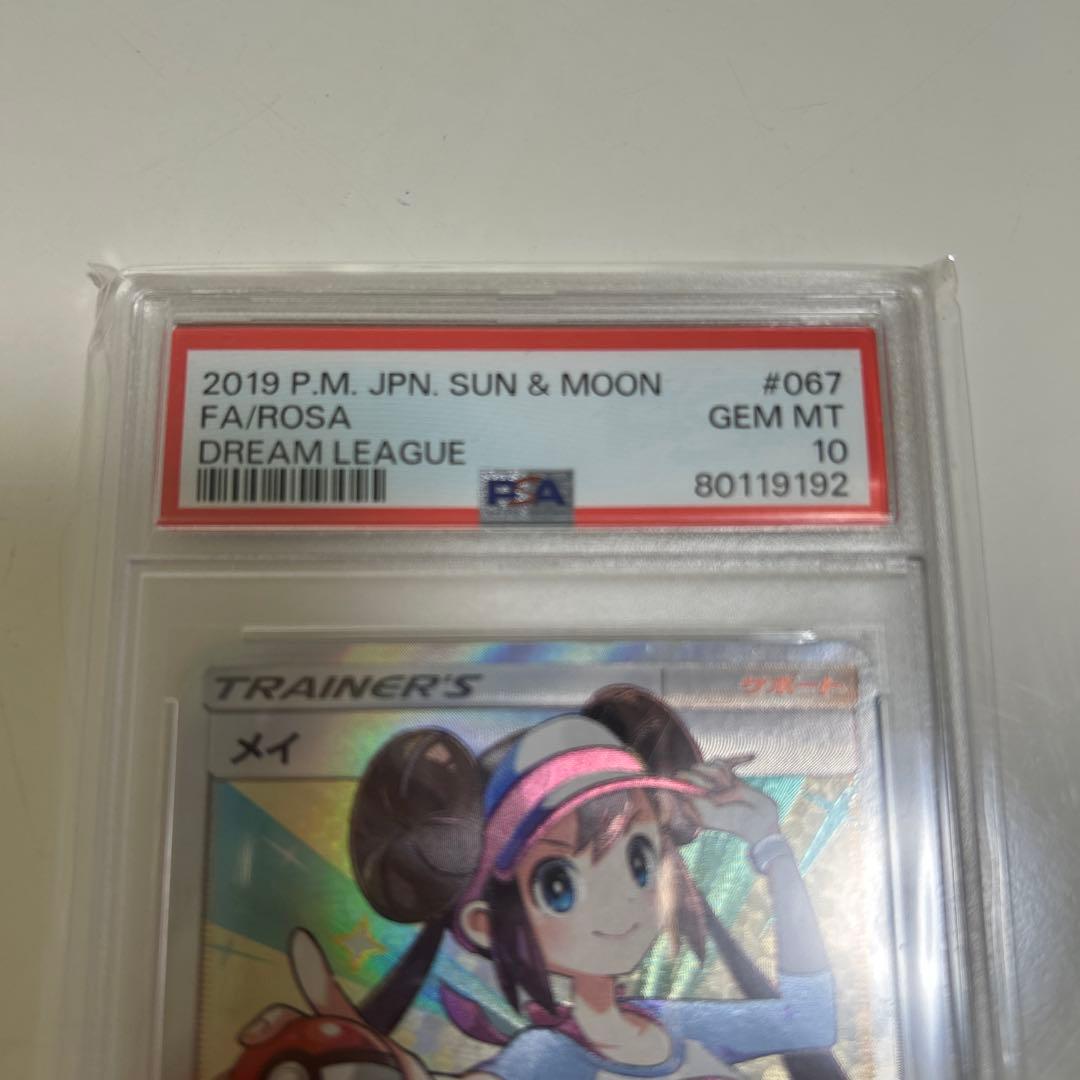 2019 P.M. JPN. SUN & MOON #067
FA/ROSA GEM MT
DREAM LEAGUE 10
PSA 80119192
TRAINER'S サポート
メイ